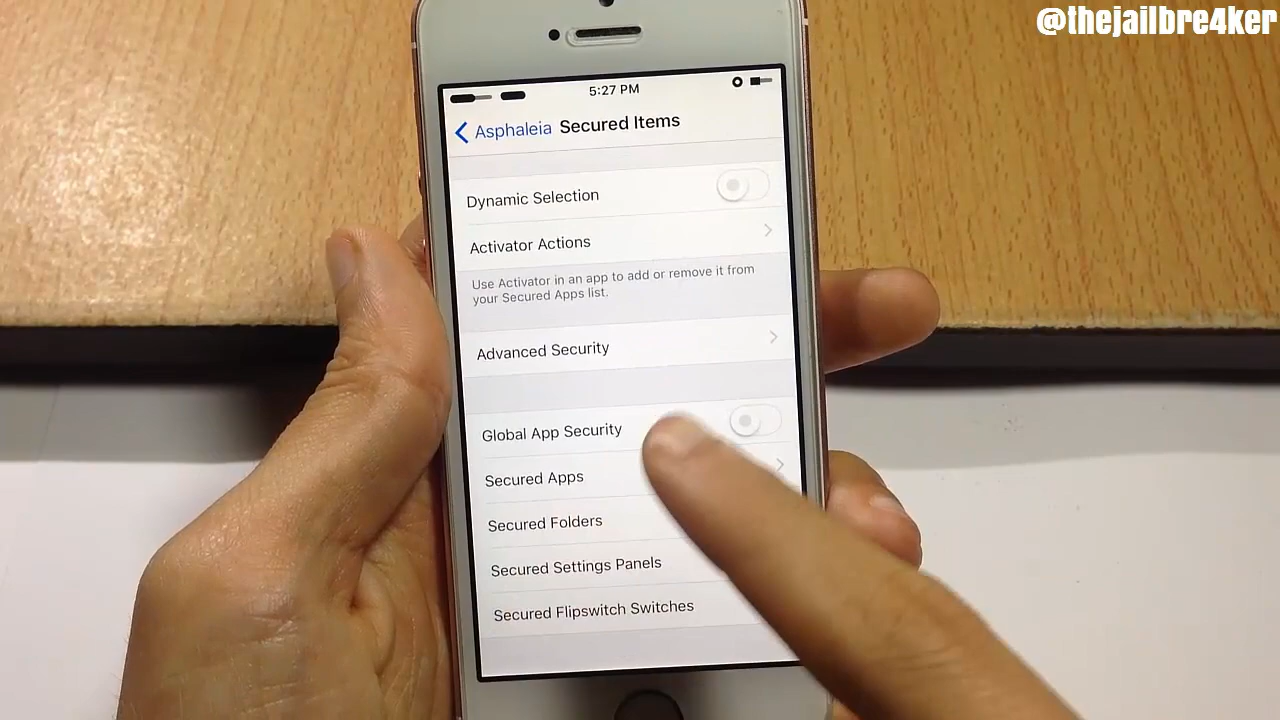 @thejailbre4ker
5:27 PM
Asphaleia Secured Items
Dynamic Selection
Activator Actions
Use Activator in an app to add or remove it from
your Secured Apps list.
Advanced Security
Global App Security
Secured Apps
Secured Folders
Secured Settings Panels
Secured Flipswitch Switches